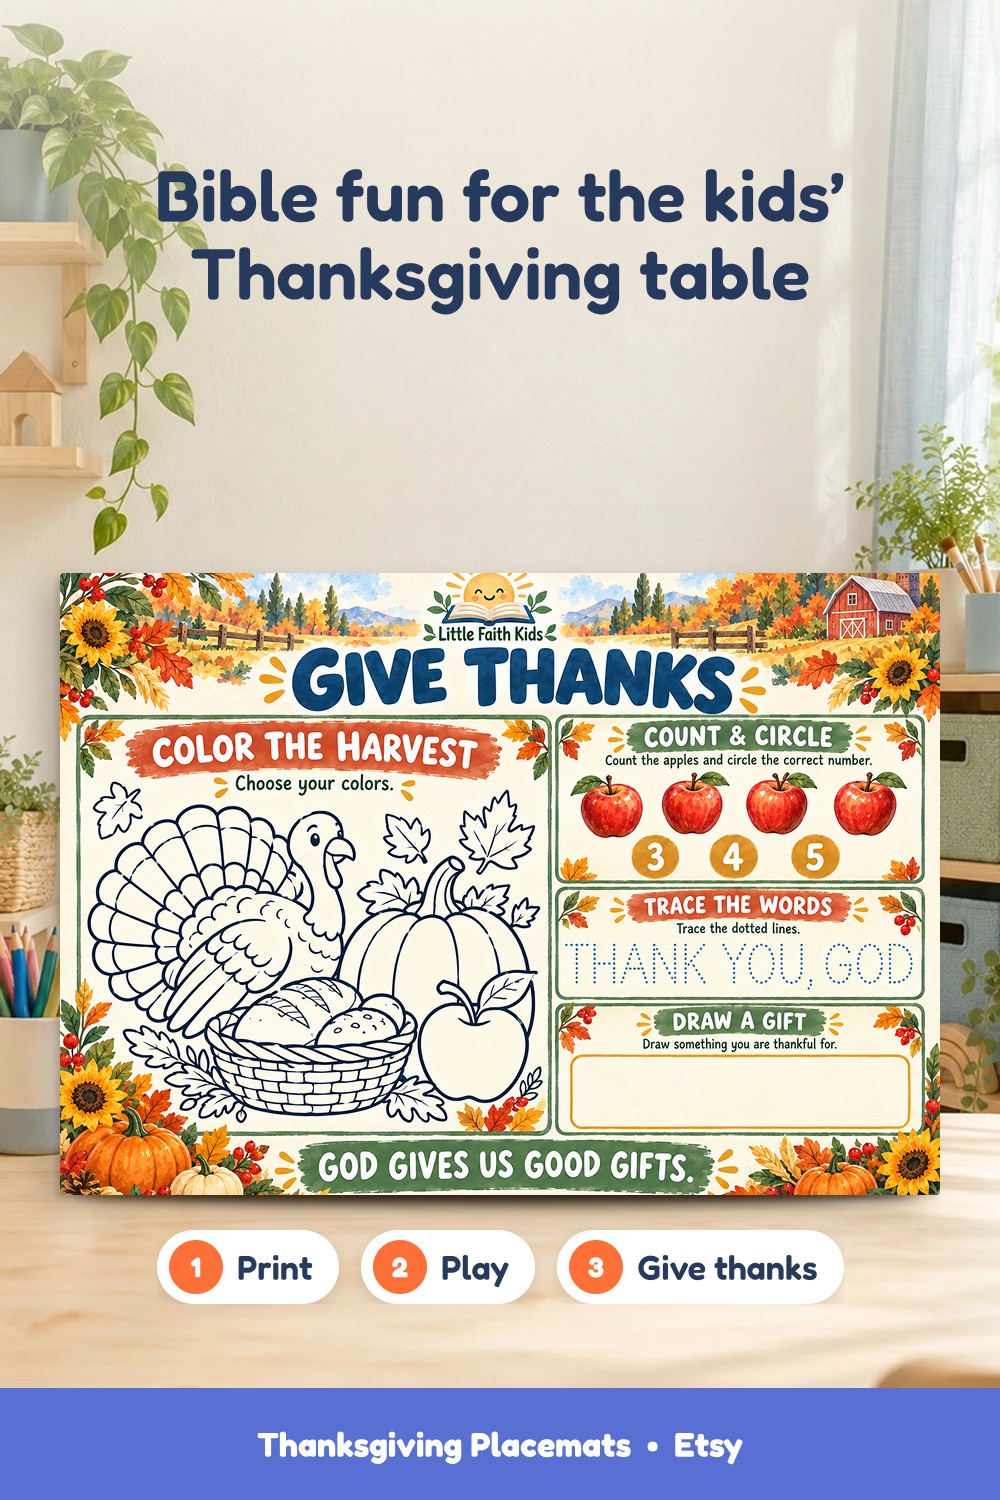 Bible fun for the kids’
Thanksgiving table
Little Faith Kids
GIVE THANKS
COLOR THE HARVEST
Choose your colors.
COUNT & CIRCLE
Count the apples and circle the correct number.
3 4 5
TRACE THE WORDS
Trace the dotted lines.
THANK YOU, GOD
DRAW A GIFT
Draw something you are thankful for.
GOD GIVES US GOOD GIFTS.
1 Print 2 Play 3 Give thanks
Thanksgiving Placemats • Etsy